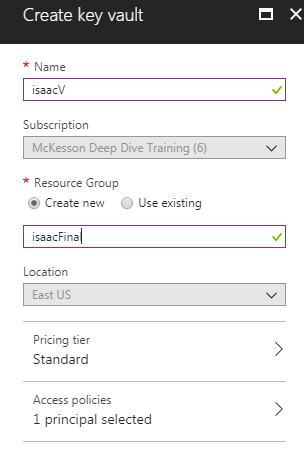 Create key vault
* Name
isaacV
Subscription
McKesson Deep Dive Training (6)
* Resource Group
Create new Use existing
isaacFinal
Location
East US
Pricing tier
Standard
Access policies
1 principal selected